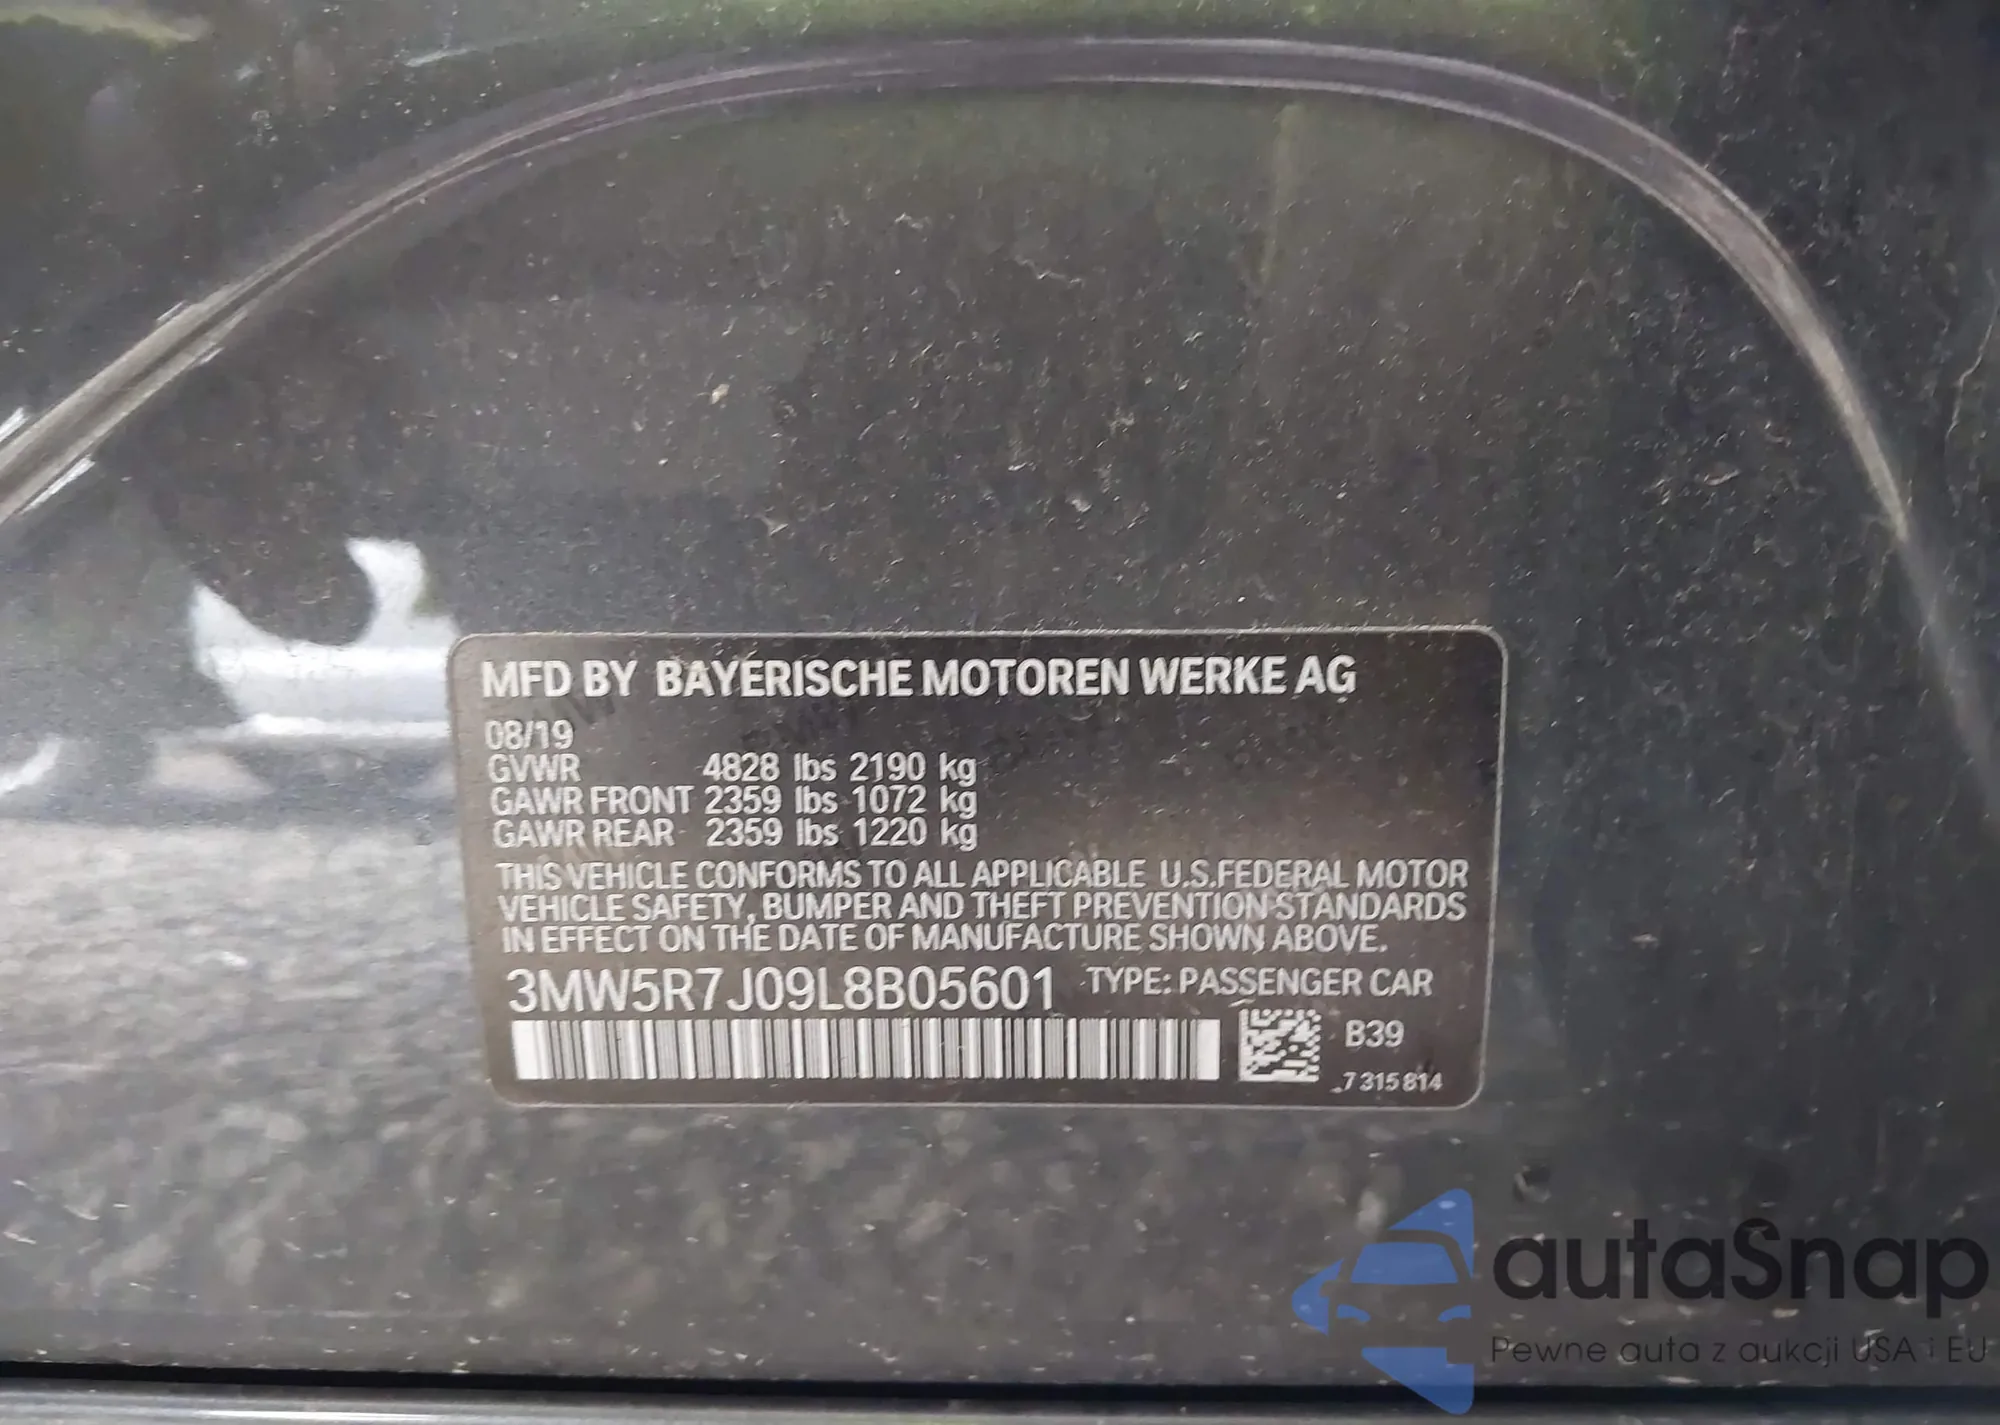 MFD BY BAYERISCHE MOTOREN WERKE AG
08/19
GVWR 4828 lbs 2190 kg
GAWR FRONT 2359 lbs 1072 kg
GAWR REAR 2359 lbs 1220 kg
THIS VEHICLE CONFORMS TO ALL APPLICABLE U.S.FEDERAL MOTOR
VEHICLE SAFETY, BUMPER AND THEFT PREVENTION STANDARDS
IN EFFECT ON THE DATE OF MANUFACTURE SHOWN ABOVE.
3MW5R7J09L8B05601 TYPE: PASSENGER CAR
B39
7 315 814
autaSnap
Pewne auta z aukcji USA i EU